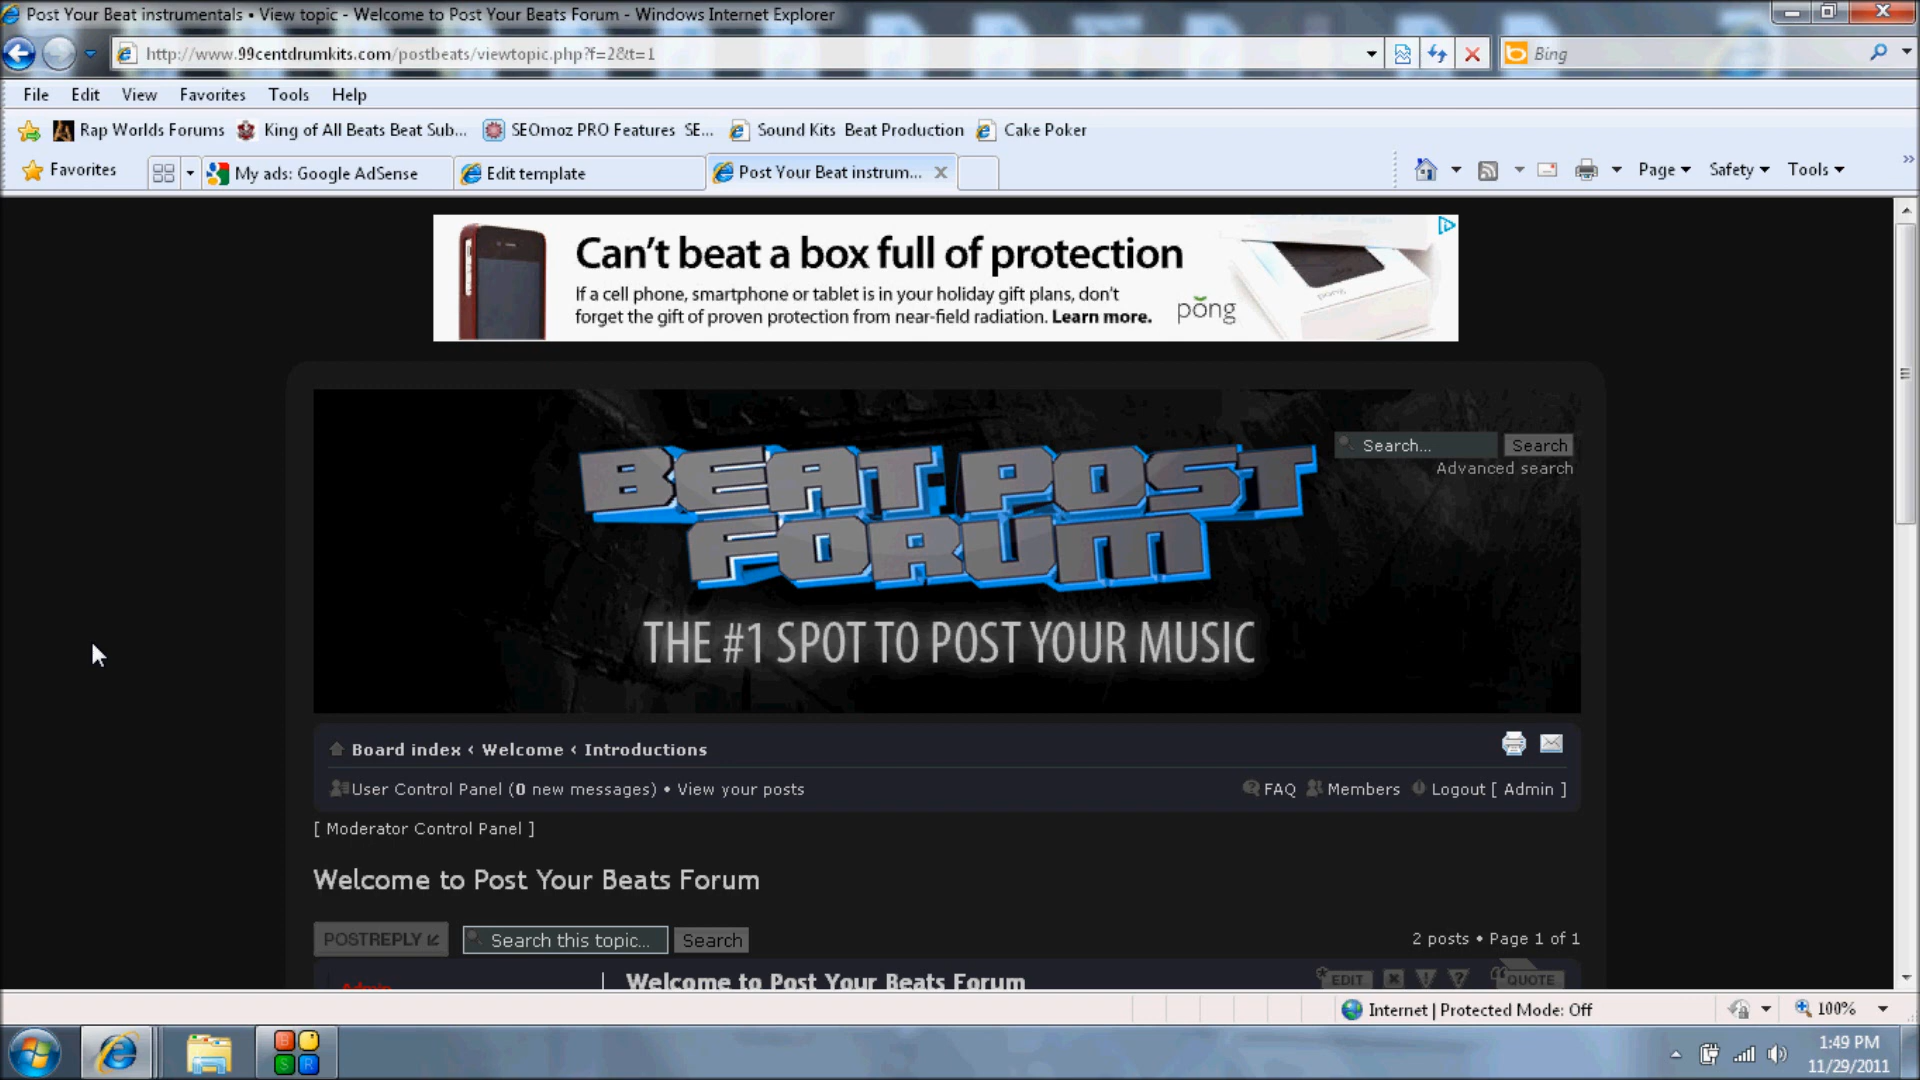 Post Your Beat instrumentals • View topic - Welcome to Post Your Beats Forum - Windows Internet Explorer
http://www.99centdrumkits.com/postbeats/viewtopic.php?f=2&t=1
Bing
File Edit View Favorites Tools Help
Rap Worlds Forums King of All Beats Beat Sub... SEOmoz PRO Features SE... Sound Kits Beat Production Cake Poker
Favorites My ads: Google AdSense Edit template Post Your Beat instrum... Page Safety Tools
Can't beat a box full of protection
If a cell phone, smartphone or tablet is in your holiday gift plans, don't
forget the gift of proven protection from near-field radiation. Learn more.
pǒng
BEAT POST
FORUM
Search... Search
Advanced search
THE #1 SPOT TO POST YOUR MUSIC
Board index ‹ Welcome ‹ Introductions
User Control Panel (0 new messages) • View your posts FAQ Members Logout [ Admin ]
[ Moderator Control Panel ]
Welcome to Post Your Beats Forum
POSTREPLY Search this topic... Search 2 posts • Page 1 of 1
Admin Welcome to Post Your Beats Forum EDIT QUOTE
Internet | Protected Mode: Off 100%
B S R
1:49 PM
11/29/2011